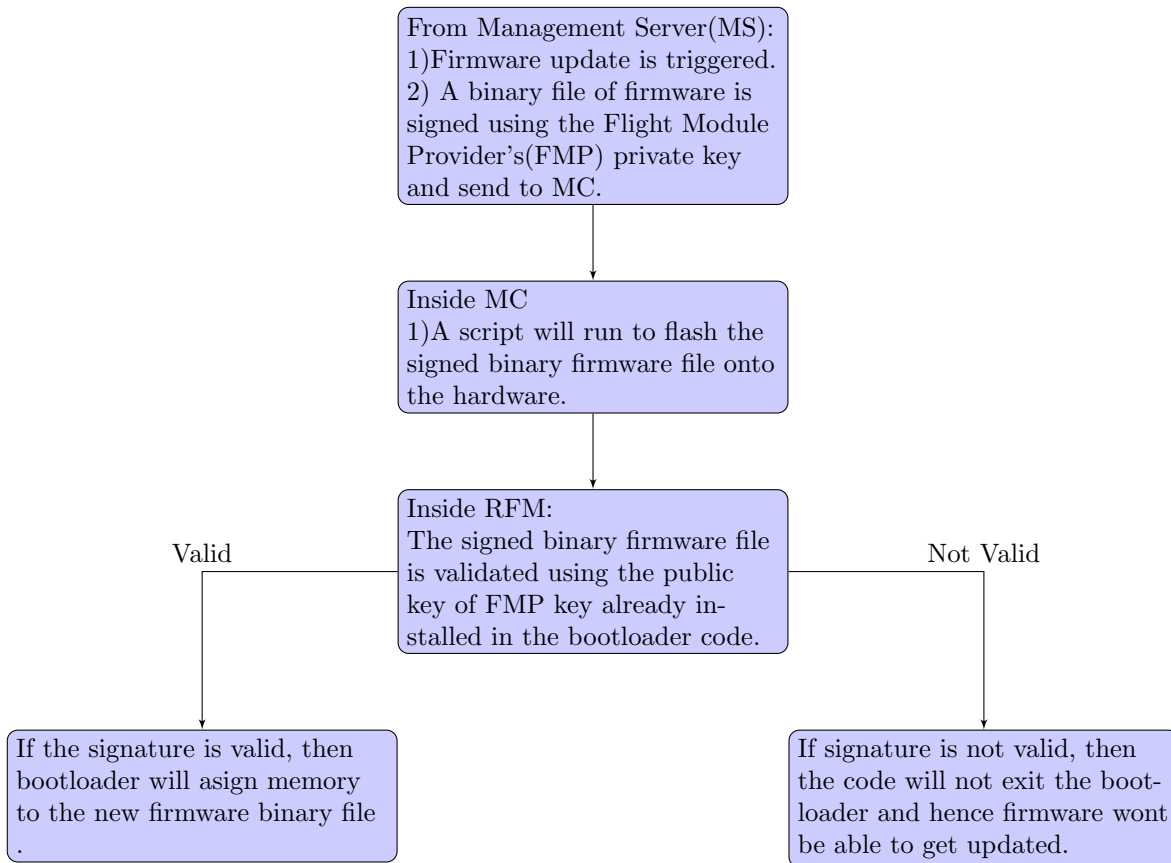 From Management Server(MS):
1)Firmware update is triggered.
2) A binary file of firmware is
signed using the Flight Module
Provider's(FMP) private key
and send to MC.
Inside MC
1)A script will run to flash the
signed binary firmware file onto
the hardware.
Inside RFM:
The signed binary firmware file
is validated using the public
key of FMP key already in-
stalled in the bootloader code.
Valid
Not Valid
If the signature is valid, then
bootloader will asign memory
to the new firmware binary file
.
If signature is not valid, then
the code will not exit the boot-
loader and hence firmware wont
be able to get updated.